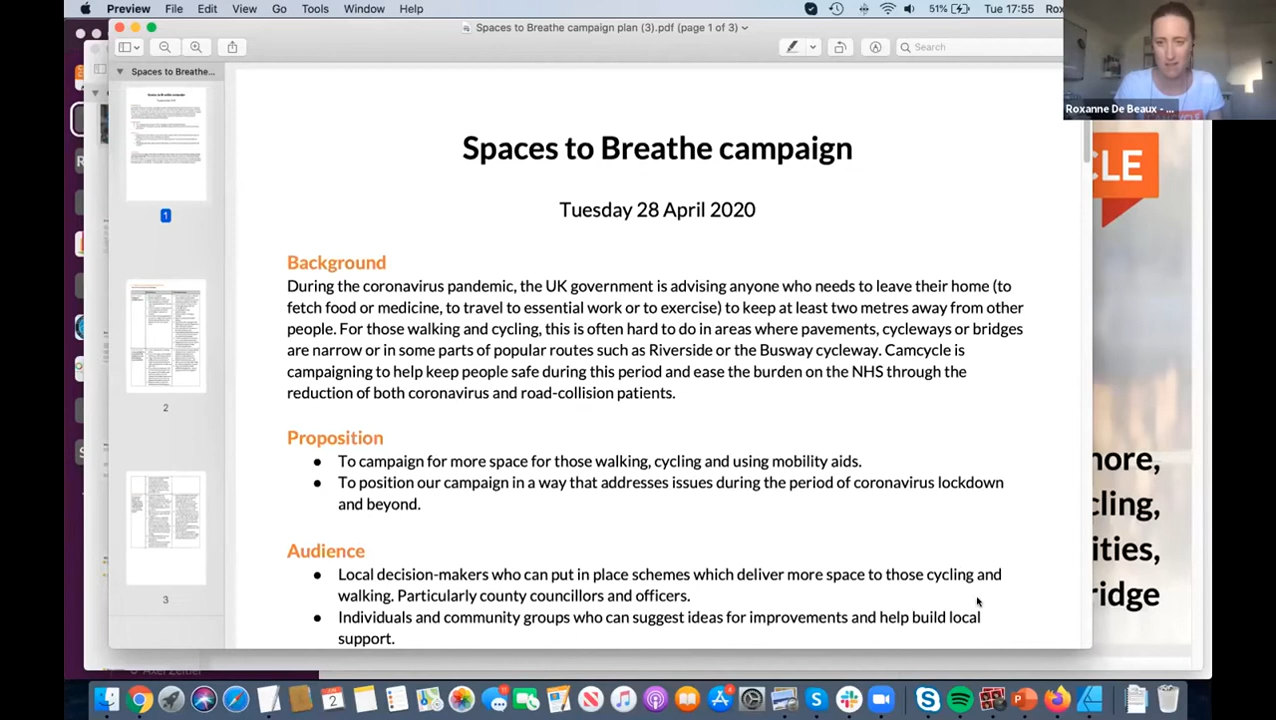 Preview File Edit View Go Tools Window Help 51% Tue 17:55 Rox
Spaces to Breathe campaign plan (3).pdf (page 1 of 3)
Search
Spaces to Breathe...
1
2
3
Roxanne De Beaux - ...
Spaces to Breathe campaign
Tuesday 28 April 2020
Background
During the coronavirus pandemic, the UK government is advising anyone who needs to leave their home (to
fetch food or medicine, to travel to essential work or to exercise) to keep at least two metres away from other
people. For those walking and cycling, this is often hard to do in areas where pavements, cycleways or bridges
are narrow or in some parts of popular routes such as Riverside or the Busway cycleway. Camcycle is
campaigning to help keep people safe during this period and ease the burden on the NHS through the
reduction of both coronavirus and road-collision patients.
Proposition
● To campaign for more space for those walking, cycling and using mobility aids.
● To position our campaign in a way that addresses issues during the period of coronavirus lockdown
and beyond.
Audience
● Local decision-makers who can put in place schemes which deliver more space to those cycling and
walking. Particularly county councillors and officers.
● Individuals and community groups who can suggest ideas for improvements and help build local
support.
CLE
nore,
cling,
ities,
ridge
Axel Zeitler